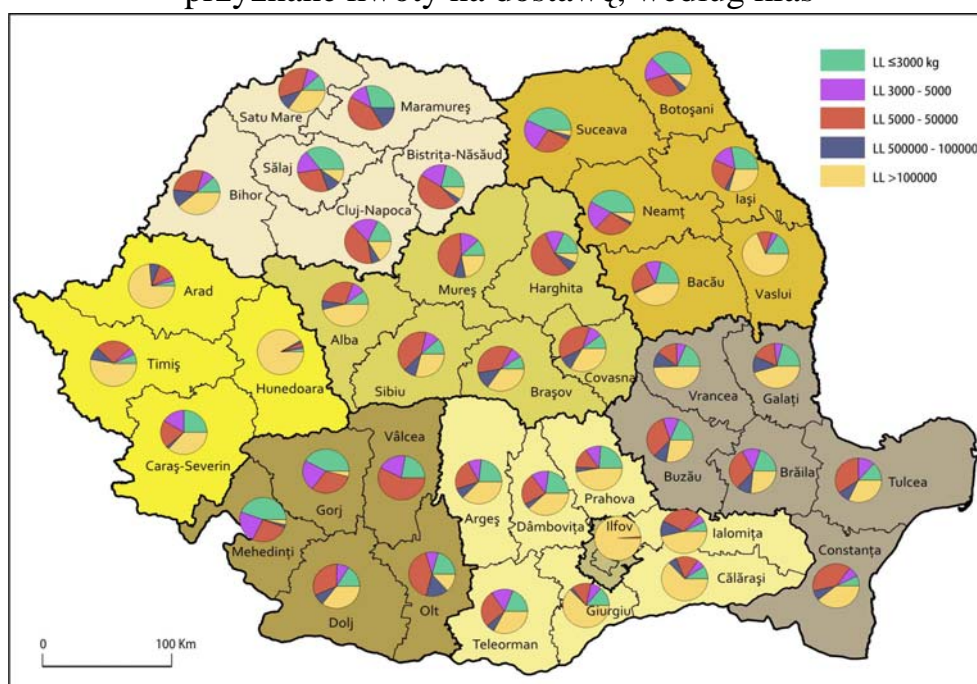 przyznane kwoty na dostawę, według klas
LL ≤3000 kg
LL 3000 - 5000
LL 5000 - 50000
LL 500000 - 100000
LL >100000
Satu Mare
Maramureş
Botoşani
Suceava
Sălaj
Bistriţa-Năsăud
Iaşi
Bihor
Cluj-Napoca
Neamţ
Mureş
Harghita
Bacău
Vaslui
Arad
Alba
Timiş
Hunedoara
Sibiu
Braşov
Covasna
Vrancea
Galaţi
Caraş-Severin
Vâlcea
Gorj
Argeş
Dâmboviţa
Prahova
Buzău
Brăila
Tulcea
Mehedinţi
Ilfov
Ialomiţa
Constanţa
Călăraşi
Dolj
Olt
Teleorman
Giurgiu
0
100 Km